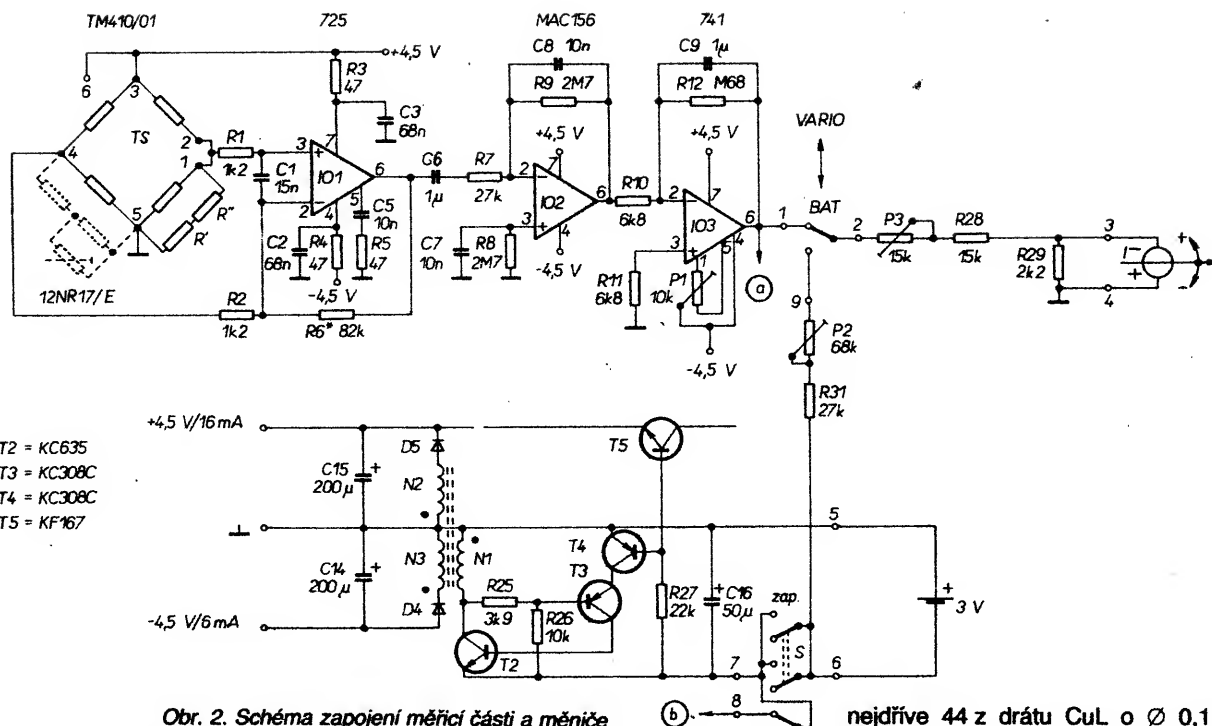 TM410/01
725
MAC156
741
+4,5 V
6
3
TS
4
2
1
5
R"
R'
12NR17/E
R1
1k2
C1
15n
R2
1k2
R3
47
C3
68n
3
7
IO1
6
2
4
5
C2
68n
R4
47
C5
10n
R5
47
-4,5 V
R6* 82k
C6
1µ
R7
27k
C8 10n
R9 2M7
+4,5 V
2
7
IO2
6
3
4
-4,5 V
C7
10n
R8
2M7
R10
6k8
C9 1µ
R12 M68
+4,5 V
2
7
IO3
6
3
1
5
4
R11
6k8
P1
10k
-4,5 V
a
VARIO
BAT
1
2
9
P3
15k
R28
15k
R29
2k2
3
4
+
-
P2
68k
R31
27k
T2 = KC635
T3 = KC308C
T4 = KC308C
T5 = KF167
+4,5 V/16mA
C15
200µ
+
D5
N2
N3
N1
C14
200µ
+
D4
-4,5 V/6mA
R25
3k9
R26
10k
T2
T3
T4
T5
R27
22k
C16
50µ
+
zap.
S
5
6
7
8
+
3 V
b
Obr. 2. Schéma zapojení měřicí části a měniče
nejdříve 44 z drátu CuL o Ø 0,1